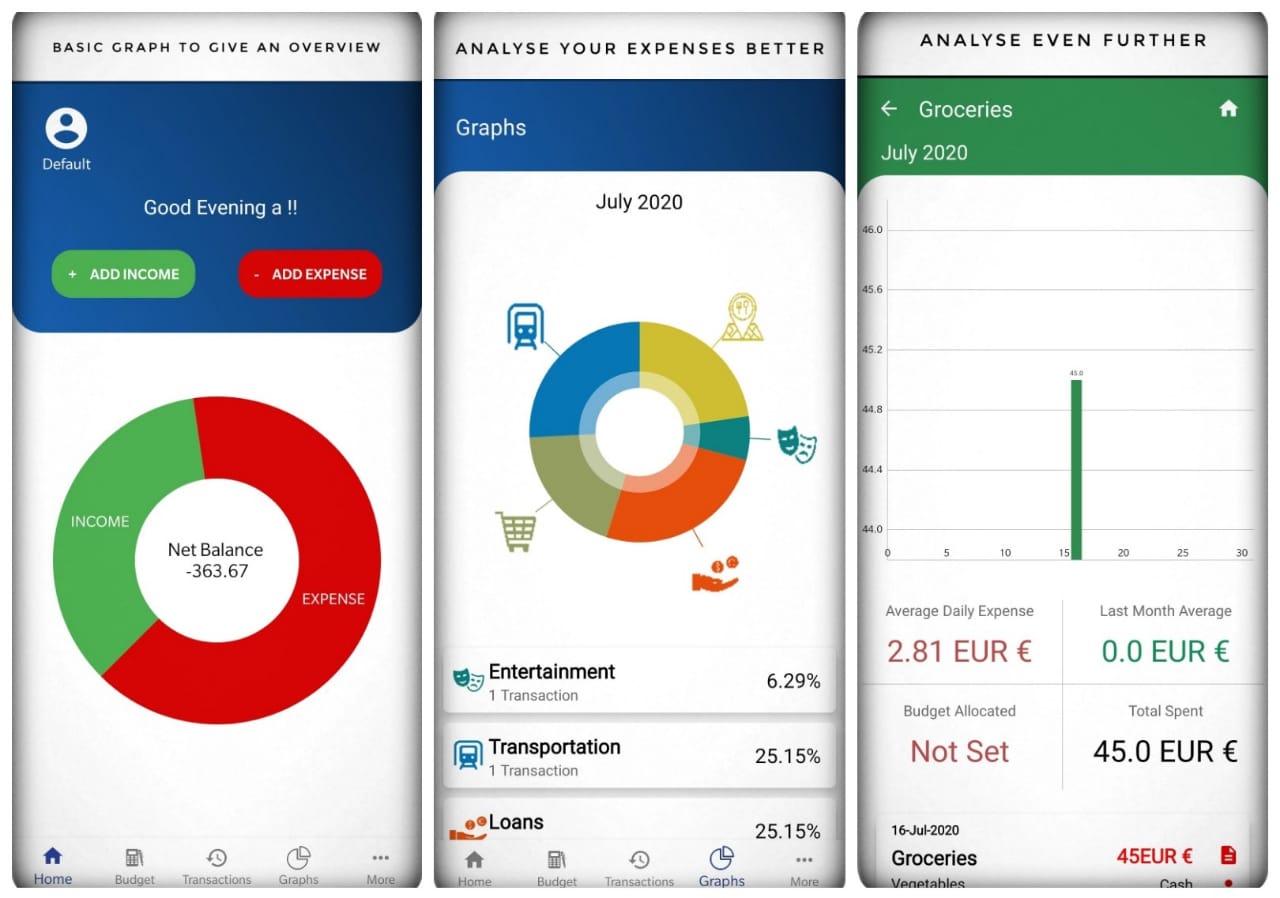 BASIC GRAPH TO GIVE AN OVERVIEW
Default
Good Evening a !!
+ ADD INCOME
- ADD EXPENSE
INCOME
Net Balance
-363.67
EXPENSE
Home
Budget
Transactions
Graphs
More
ANALYSE YOUR EXPENSES BETTER
Graphs
July 2020
Entertainment
1 Transaction
6.29%
Transportation
1 Transaction
25.15%
Loans
25.15%
Home
Budget
Transactions
Graphs
More
ANALYSE EVEN FURTHER
Groceries
July 2020
46.0
45.6
45.2
44.8
44.4
44.0
45.0
0 5 10 15 20 25 30
Average Daily Expense
2.81 EUR €
Last Month Average
0.0 EUR €
Budget Allocated
Not Set
Total Spent
45.0 EUR €
16-Jul-2020
Groceries
45EUR €
Vegetables
Cash